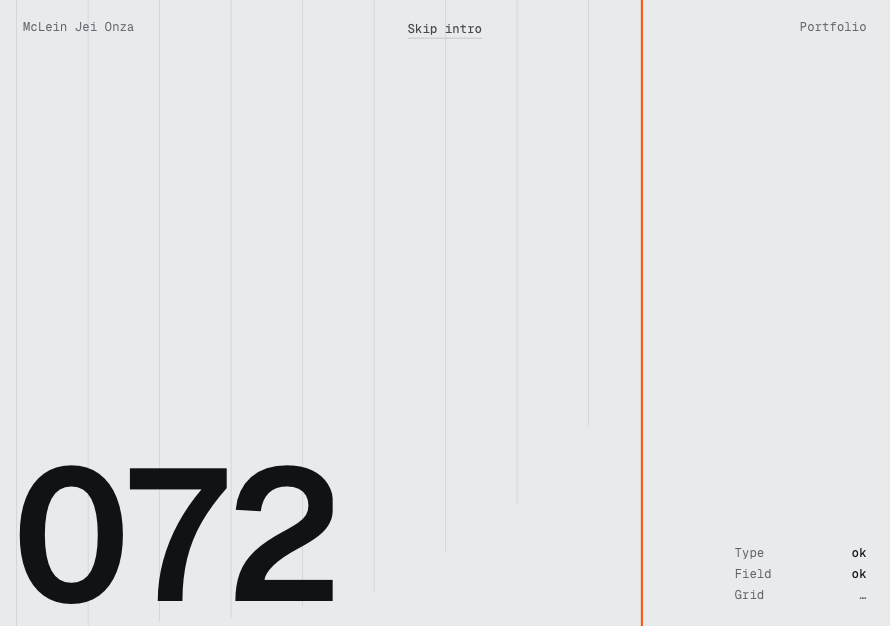 McLein Jei Onza
Skip intro
Portfolio
072
Type ok
Field ok
Grid …